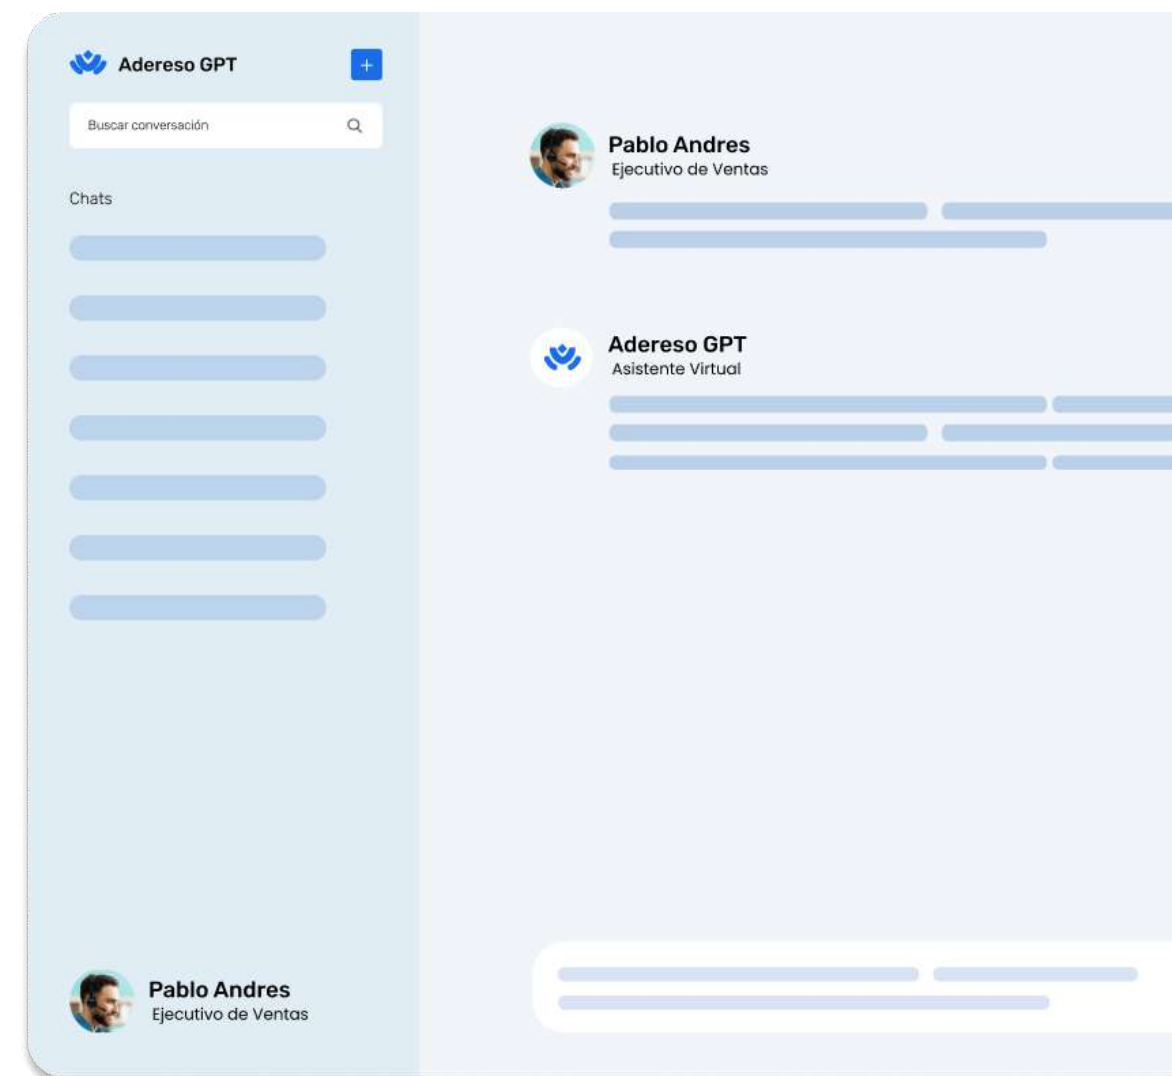 Adereso GPT
+
Buscar conversación
Chats
Pablo Andres
Ejecutivo de Ventas
Pablo Andres
Ejecutivo de Ventas
Adereso GPT
Asistente Virtual